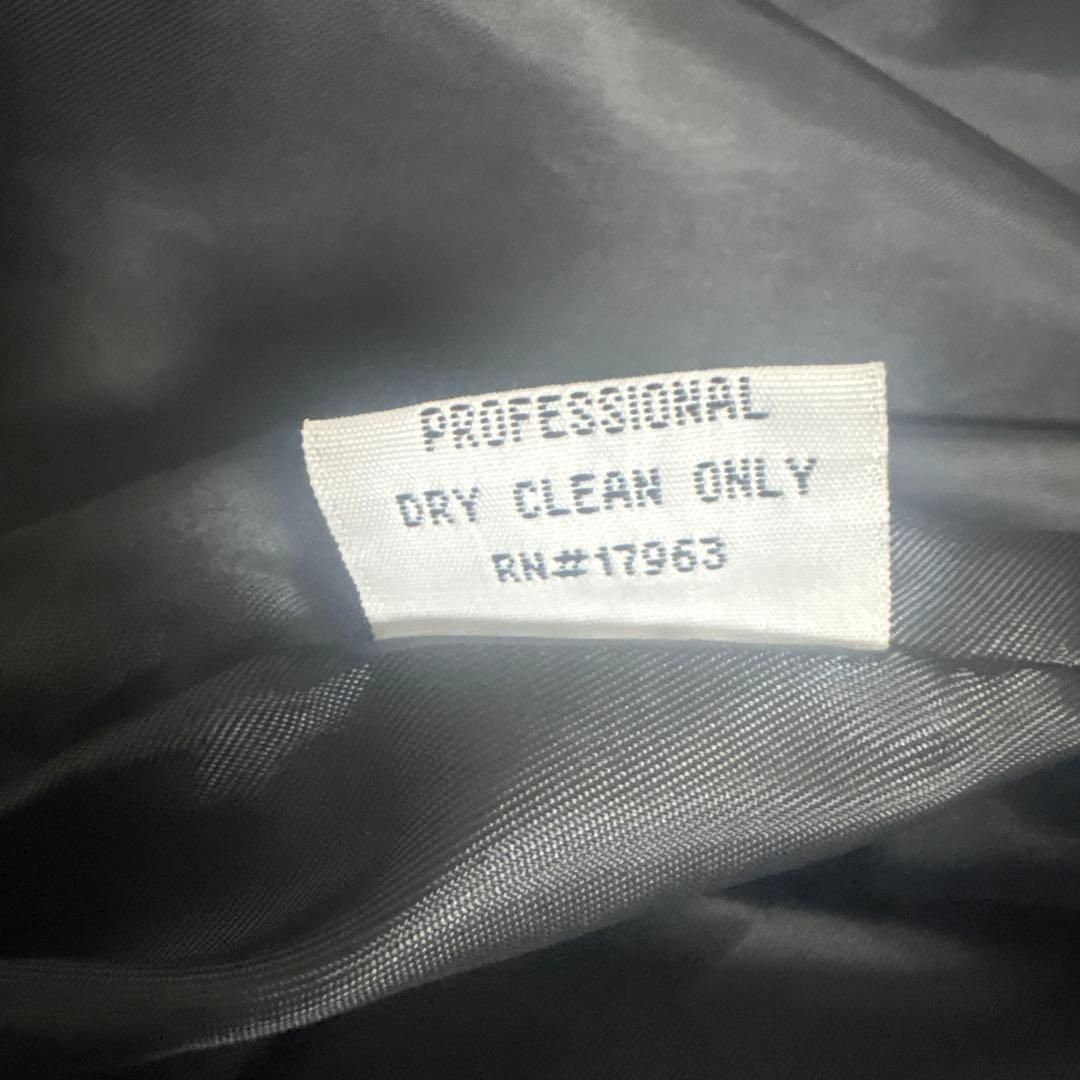 PROFESSIONAL
DRY CLEAN ONLY
RN#17963